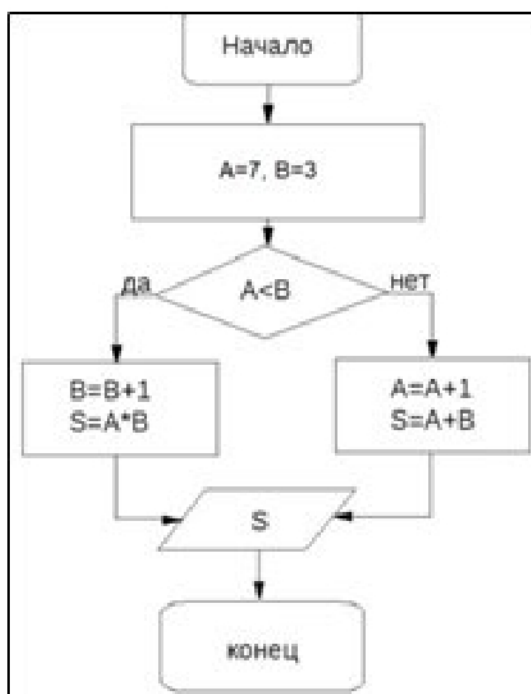 Начало
A=7, B=3
A<B
да
нет
B=B+1
S=A*B
A=A+1
S=A+B
S
конец